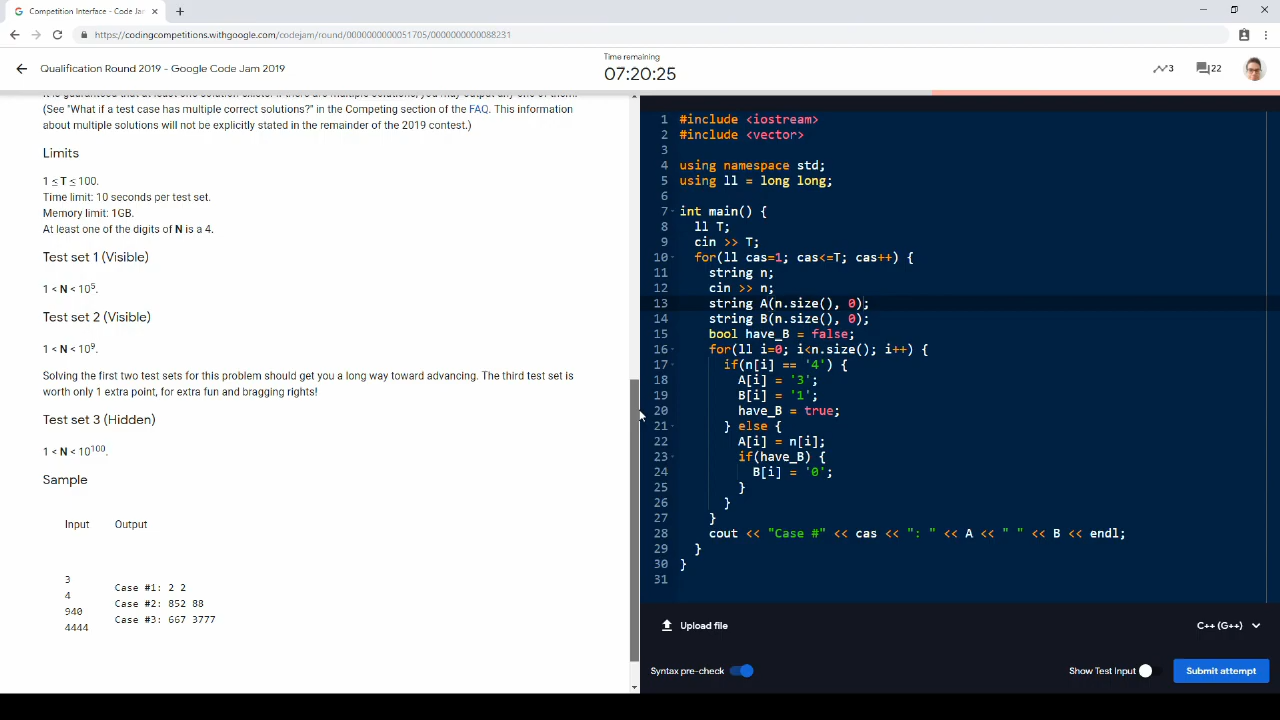 Competition Interface - Code Jam
https://codingcompetitions.withgoogle.com/codejam/round/0000000000051705/0000000000088231
Qualification Round 2019 - Google Code Jam 2019
Time remaining
07:20:25
3
22
(See "What if a test case has multiple correct solutions?" in the Competing section of the FAQ. This information
about multiple solutions will not be explicitly stated in the remainder of the 2019 contest.)
Limits
1 ≤ T ≤ 100.
Time limit: 10 seconds per test set.
Memory limit: 1GB.
At least one of the digits of N is a 4.
Test set 1 (Visible)
1 < N < 10^5.
Test set 2 (Visible)
1 < N < 10^9.
Solving the first two test sets for this problem should get you a long way toward advancing. The third test set is
worth only 1 extra point, for extra fun and bragging rights!
Test set 3 (Hidden)
1 < N < 10^100.
Sample
Input Output
3
4 Case #1: 2 2
940 Case #2: 852 88
4444 Case #3: 667 3777
1 #include <iostream>
2 #include <vector>
3
4 using namespace std;
5 using ll = long long;
6
7 int main() {
8 ll T;
9 cin >> T;
10 for(ll cas=1; cas<=T; cas++) {
11 string n;
12 cin >> n;
13 string A(n.size(), 0);
14 string B(n.size(), 0);
15 bool have_B = false;
16 for(ll i=0; i<n.size(); i++) {
17 if(n[i] == '4') {
18 A[i] = '3';
19 B[i] = '1';
20 have_B = true;
21 } else {
22 A[i] = n[i];
23 if(have_B) {
24 B[i] = '0';
25 }
26 }
27 }
28 cout << "Case #" << cas << ": " << A << " " << B << endl;
29 }
30 }
31
Upload file
C++ (G++)
Syntax pre-check
Show Test Input
Submit attempt